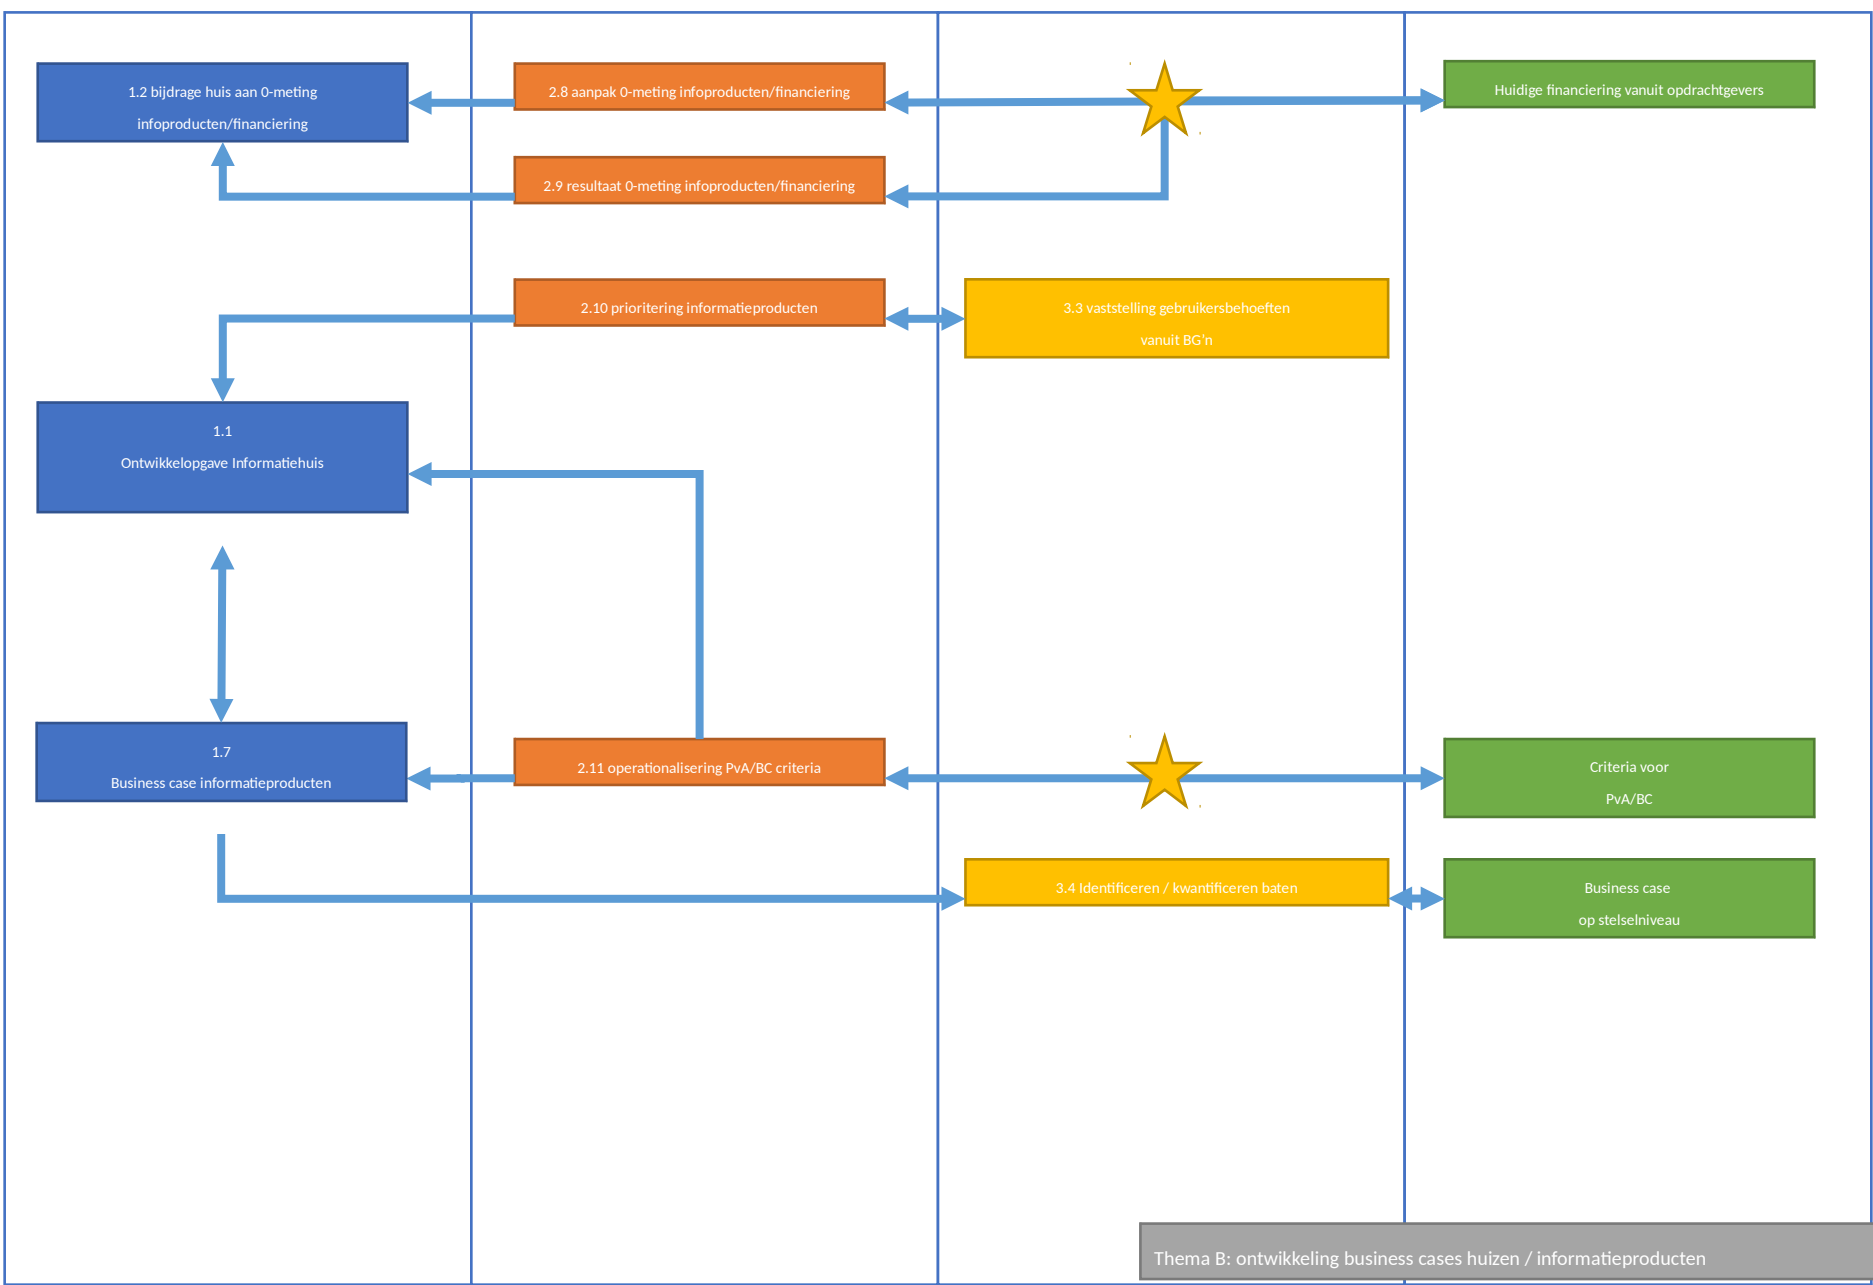 1.2 bijdrage huis aan 0-meting
infoproducten/financiering
2.8 aanpak 0-meting infoproducten/financiering
Huidige financiering vanuit opdrachtgevers
2.9 resultaat 0-meting infoproducten/financiering
2.10 prioritering informatieproducten
3.3 vaststelling gebruikersbehoeften
vanuit BG'n
1.1
Ontwikkelopgave Informatiehuis
1.7
Business case informatieproducten
2.11 operationalisering PvA/BC criteria
Criteria voor
PvA/BC
3.4 Identificeren / kwantificeren baten
Business case
op stelselniveau
Thema B: ontwikkeling business cases huizen / informatieproducten